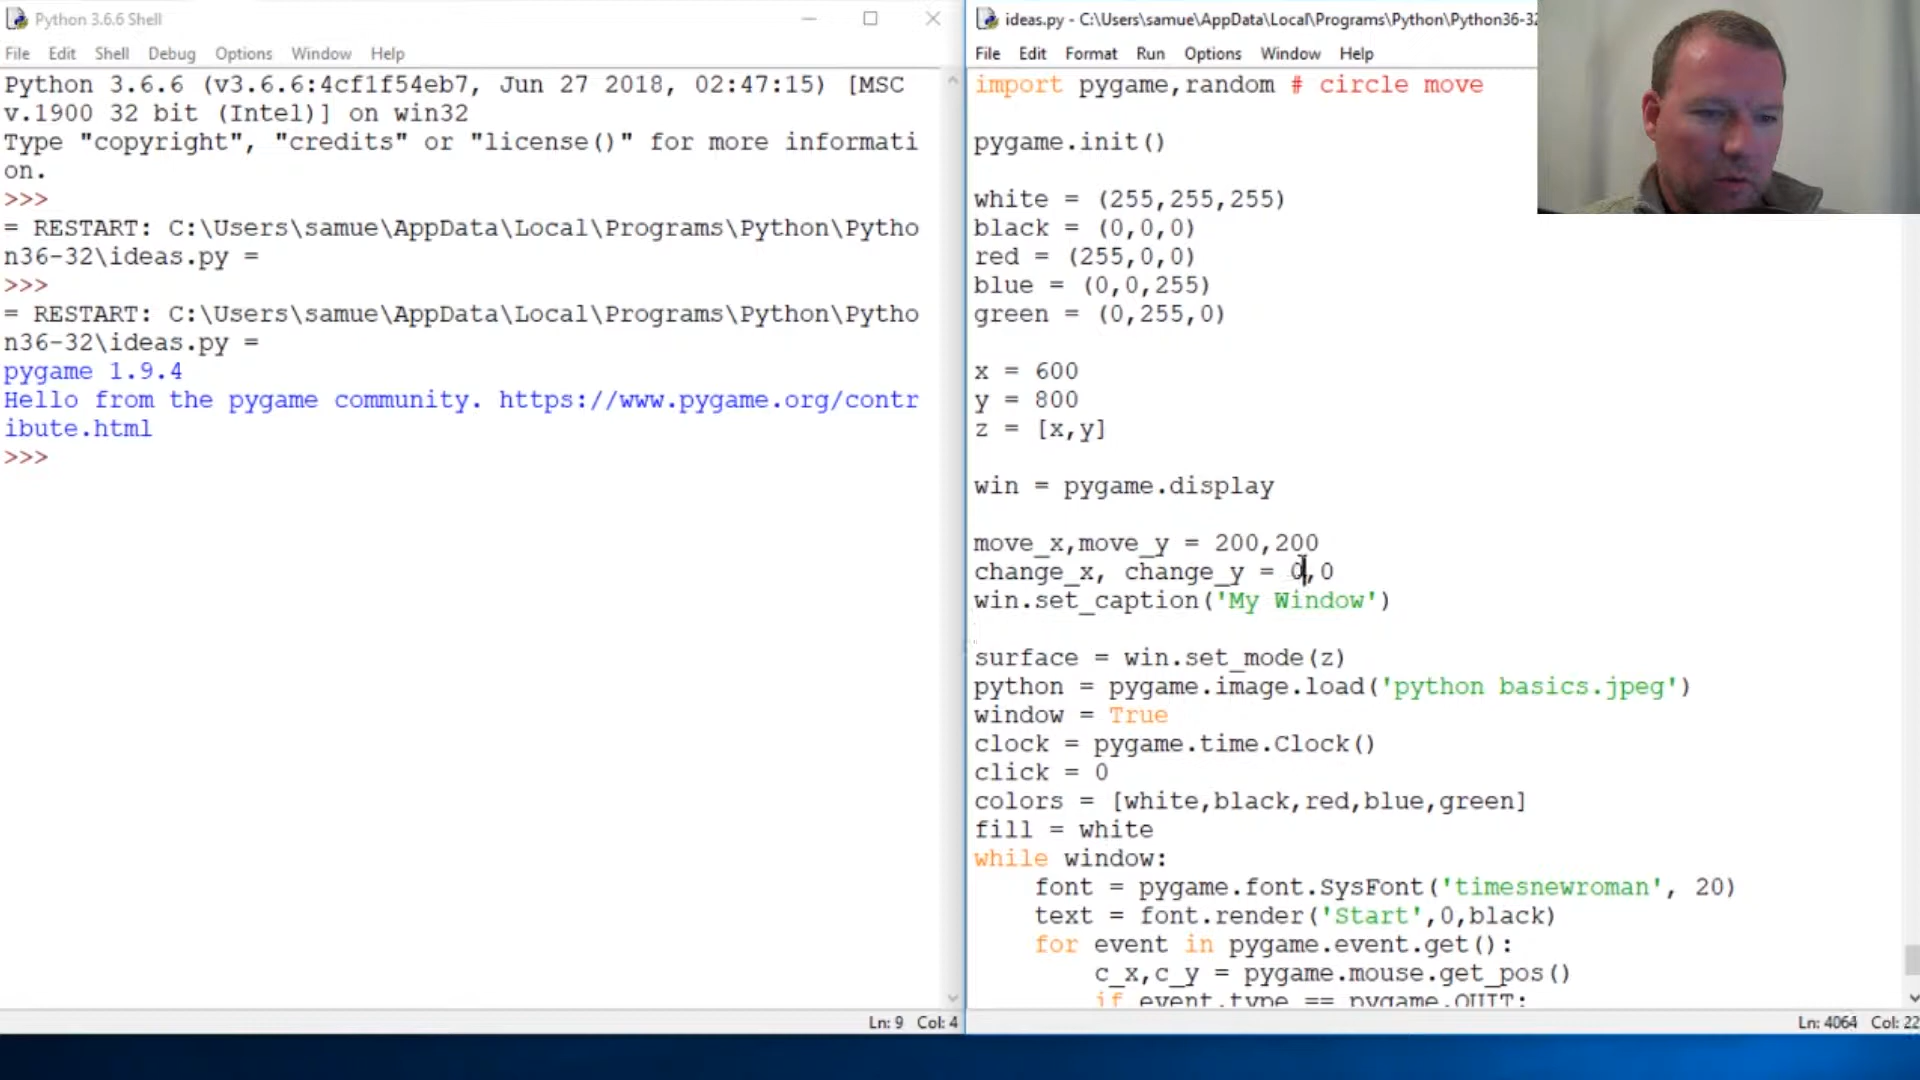 Python 3.6.6 Shell
File Edit Shell Debug Options Window Help
Python 3.6.6 (v3.6.6:4cf1f54eb7, Jun 27 2018, 02:47:15) [MSC
v.1900 32 bit (Intel)] on win32
Type "copyright", "credits" or "license()" for more informati
on.
>>>
= RESTART: C:\Users\samue\AppData\Local\Programs\Python\Pytho
n36-32\ideas.py =
>>>
= RESTART: C:\Users\samue\AppData\Local\Programs\Python\Pytho
n36-32\ideas.py =
pygame 1.9.4
Hello from the pygame community. https://www.pygame.org/contr
ibute.html
>>>
Ln: 9 Col: 4
ideas.py - C:\Users\samue\AppData\Local\Programs\Python\Python36-32
File Edit Format Run Options Window Help
import pygame,random # circle move
pygame.init()
white = (255,255,255)
black = (0,0,0)
red = (255,0,0)
blue = (0,0,255)
green = (0,255,0)
x = 600
y = 800
z = [x,y]
win = pygame.display
move_x,move_y = 200,200
change_x, change_y = 0,0
win.set_caption('My Window')
surface = win.set_mode(z)
python = pygame.image.load('python basics.jpeg')
window = True
clock = pygame.time.Clock()
click = 0
colors = [white,black,red,blue,green]
fill = white
while window:
font = pygame.font.SysFont('timesnewroman', 20)
text = font.render('Start',0,black)
for event in pygame.event.get():
c_x,c_y = pygame.mouse.get_pos()
if event.type == pygame.QUIT:
Ln: 4064 Col: 22